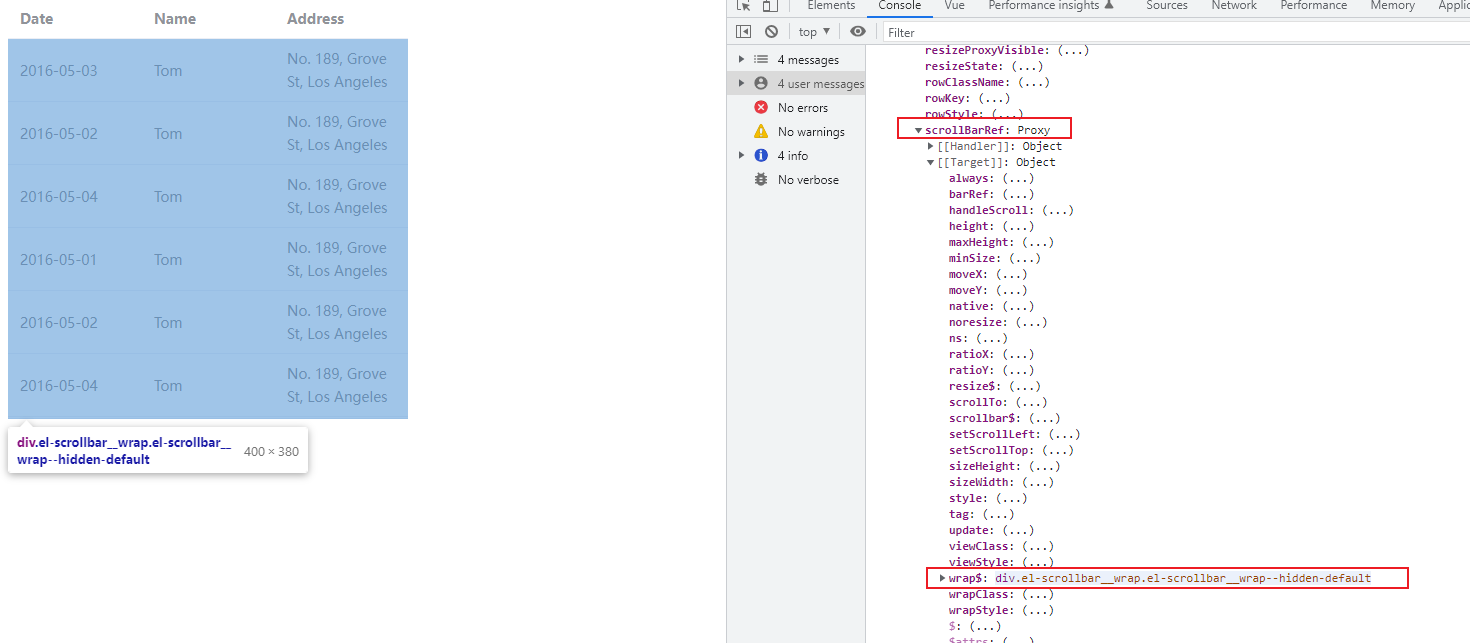 Date Name Address
2016-05-03 Tom No. 189, Grove
St, Los Angeles
2016-05-02 Tom No. 189, Grove
St, Los Angeles
2016-05-04 Tom No. 189, Grove
St, Los Angeles
2016-05-01 Tom No. 189, Grove
St, Los Angeles
2016-05-02 Tom No. 189, Grove
St, Los Angeles
2016-05-04 Tom No. 189, Grove
St, Los Angeles
div.el-scrollbar__wrap.el-scrollbar__
wrap--hidden-default 400 × 380
Elements Console Vue Performance insights Sources Network Performance Memory Applic
top ▼ Filter
4 messages
4 user messages
No errors
No warnings
4 info
No verbose
resizeProxyVisible: (...)
resizeState: (...)
rowClassName: (...)
rowKey: (...)
rowStyle: (...)
scrollBarRef: Proxy
[[Handler]]: Object
[[Target]]: Object
always: (...)
barRef: (...)
handleScroll: (...)
height: (...)
maxHeight: (...)
minSize: (...)
moveX: (...)
moveY: (...)
native: (...)
noresize: (...)
ns: (...)
ratioX: (...)
ratioY: (...)
resize$: (...)
scrollTo: (...)
scrollbar$: (...)
setScrollLeft: (...)
setScrollTop: (...)
sizeHeight: (...)
sizeWidth: (...)
style: (...)
tag: (...)
update: (...)
viewClass: (...)
viewStyle: (...)
wrap$: div.el-scrollbar__wrap.el-scrollbar__wrap--hidden-default
wrapClass: (...)
wrapStyle: (...)
$: (...)
$attrs: (...)